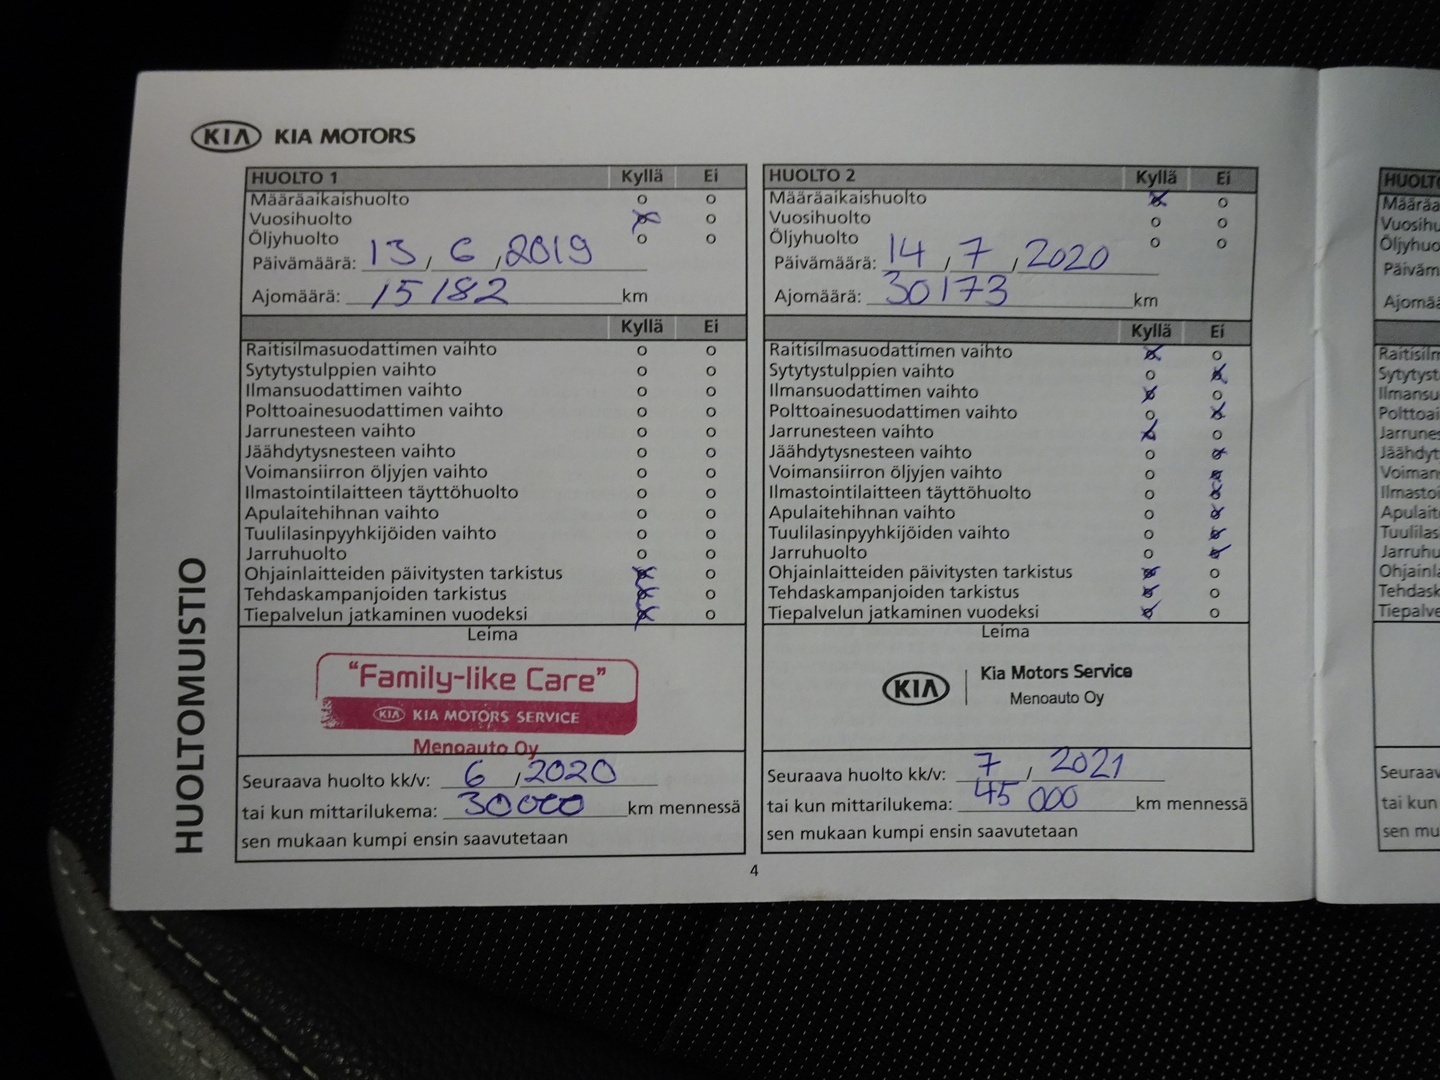 KIA KIA MOTORS
HUOLTOMUISTIO
HUOLTO 1 Kyllä Ei
Määräaikaishuolto o o
Vuosihuolto x o
Öljyhuolto o o
Päivämäärä: 13 / 6 / 2019
Ajomäärä: 15182 km
Kyllä Ei
Raitisilmasuodattimen vaihto o o
Sytytystulppien vaihto o o
Ilmansuodattimen vaihto o o
Polttoainesuodattimen vaihto o o
Jarrunesteen vaihto o o
Jäähdytysnesteen vaihto o o
Voimansiirron öljyjen vaihto o o
Ilmastointilaitteen täyttöhuolto o o
Apulaitehihnan vaihto o o
Tuulilasinpyyhkijöiden vaihto o o
Jarruhuolto o o
Ohjainlaitteiden päivitysten tarkistus x o
Tehdaskampanjoiden tarkistus x o
Tiepalvelun jatkaminen vuodeksi x o
Leima
"Family-like Care"
KIA KIA MOTORS SERVICE
Menoauto Oy
Seuraava huolto kk/v: 6 / 2020
tai kun mittarilukema: 30000 km mennessä
sen mukaan kumpi ensin saavutetaan
HUOLTO 2 Kyllä Ei
Määräaikaishuolto x o
Vuosihuolto o o
Öljyhuolto o o
Päivämäärä: 14 / 7 / 2020
Ajomäärä: 30173 km
Kyllä Ei
Raitisilmasuodattimen vaihto x o
Sytytystulppien vaihto o x
Ilmansuodattimen vaihto x o
Polttoainesuodattimen vaihto o x
Jarrunesteen vaihto x o
Jäähdytysnesteen vaihto o x
Voimansiirron öljyjen vaihto o x
Ilmastointilaitteen täyttöhuolto o x
Apulaitehihnan vaihto o x
Tuulilasinpyyhkijöiden vaihto o x
Jarruhuolto o x
Ohjainlaitteiden päivitysten tarkistus x o
Tehdaskampanjoiden tarkistus x o
Tiepalvelun jatkaminen vuodeksi x o
Leima
KIA Kia Motors Service
Menoauto Oy
Seuraava huolto kk/v: 7 / 2021
tai kun mittarilukema: 45 000 km mennessä
sen mukaan kumpi ensin saavutetaan
4